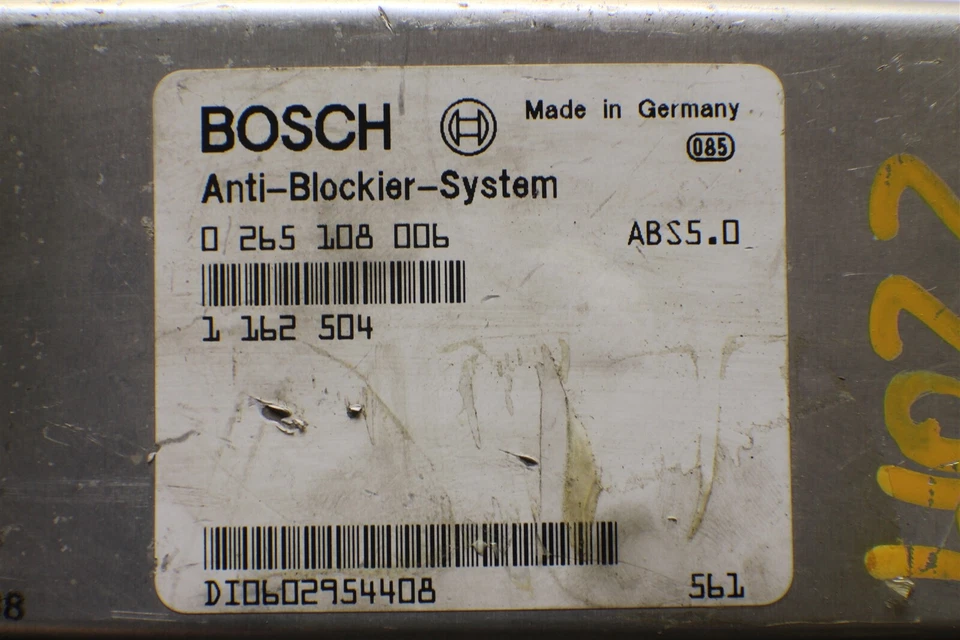 BOSCH Made in Germany
085
Anti-Blockier-System
0 265 108 006 ABS5.0
1 162 504
DI0602954408 561